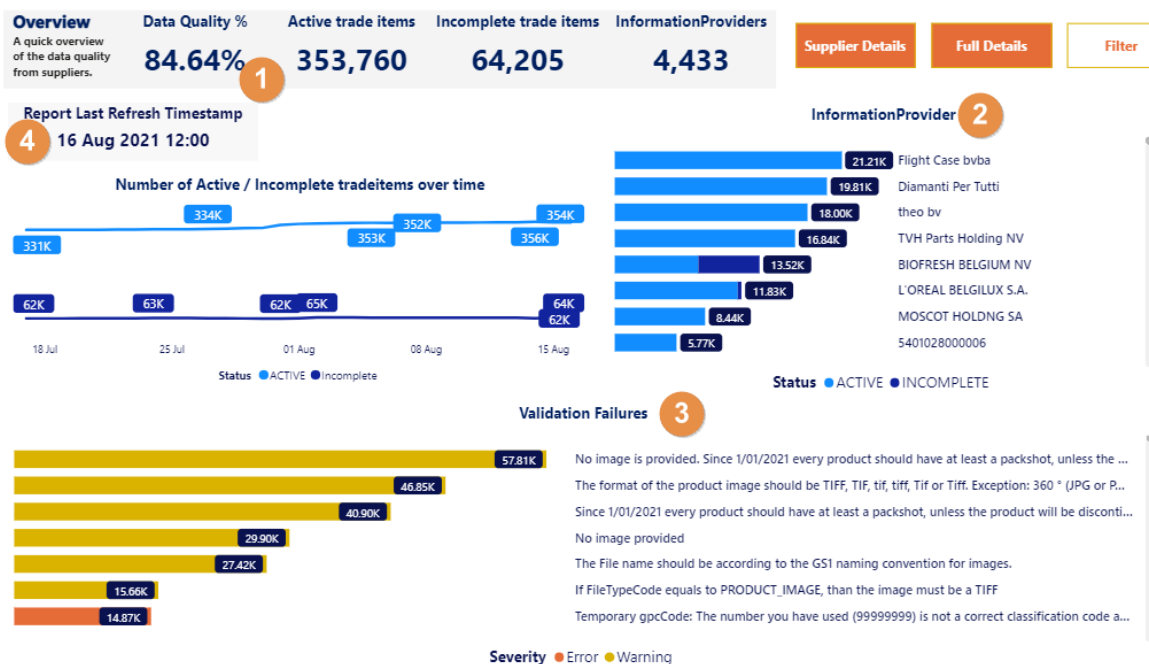 Overview
A quick overview
of the data quality
from suppliers.
Data Quality %
84.64%
1
Active trade items
353,760
Incomplete trade items
64,205
InformationProviders
4,433
Supplier Details
Full Details
Filter
Report Last Refresh Timestamp
4
16 Aug 2021 12:00
Number of Active / Incomplete tradeitems over time
334K
354K
352K
331K
353K
356K
62K
63K
62K
65K
64K
62K
18 Jul
25 Jul
01 Aug
08 Aug
15 Aug
Status ACTIVE Incomplete
InformationProvider
2
21.21K Flight Case bvba
19.81K Diamanti Per Tutti
18.00K theo bv
16.84K TVH Parts Holding NV
13.52K BIOFRESH BELGIUM NV
11.83K L'OREAL BELGILUX S.A.
8.44K MOSCOT HOLDNG SA
5.77K 5401028000006
Status ACTIVE INCOMPLETE
Validation Failures
3
57.81K No image is provided. Since 1/01/2021 every product should have at least a packshot, unless the ...
46.85K The format of the product image should be TIFF, TIF, tif, tiff, Tif or Tiff. Exception: 360 ° (JPG or P...
40.90K Since 1/01/2021 every product should have at least a packshot, unless the product will be disconti...
29.90K No image provided
27.42K The File name should be according to the GS1 naming convention for images.
15.66K If FileTypeCode equals to PRODUCT_IMAGE, than the image must be a TIFF
14.87K Temporary gpcCode: The number you have used (99999999) is not a correct classification code a...
Severity Error Warning